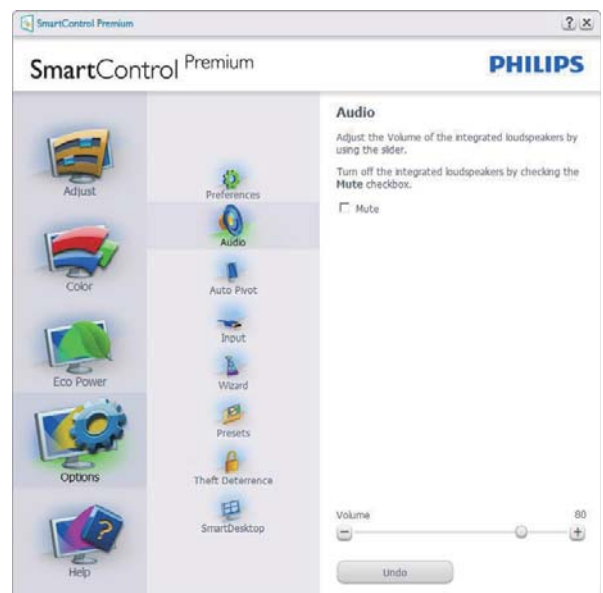 SmartControl Premium
? x
SmartControl Premium
PHILIPS
Adjust
Color
Eco Power
Options
Help
Preferences
Audio
Auto Pivot
Input
Wizard
Presets
Theft Deterrence
SmartDesktop
Audio
Adjust the Volume of the integrated loudspeakers by
using the slider.
Turn off the integrated loudspeakers by checking the
Mute checkbox.
Mute
Volume 80
- +
Undo